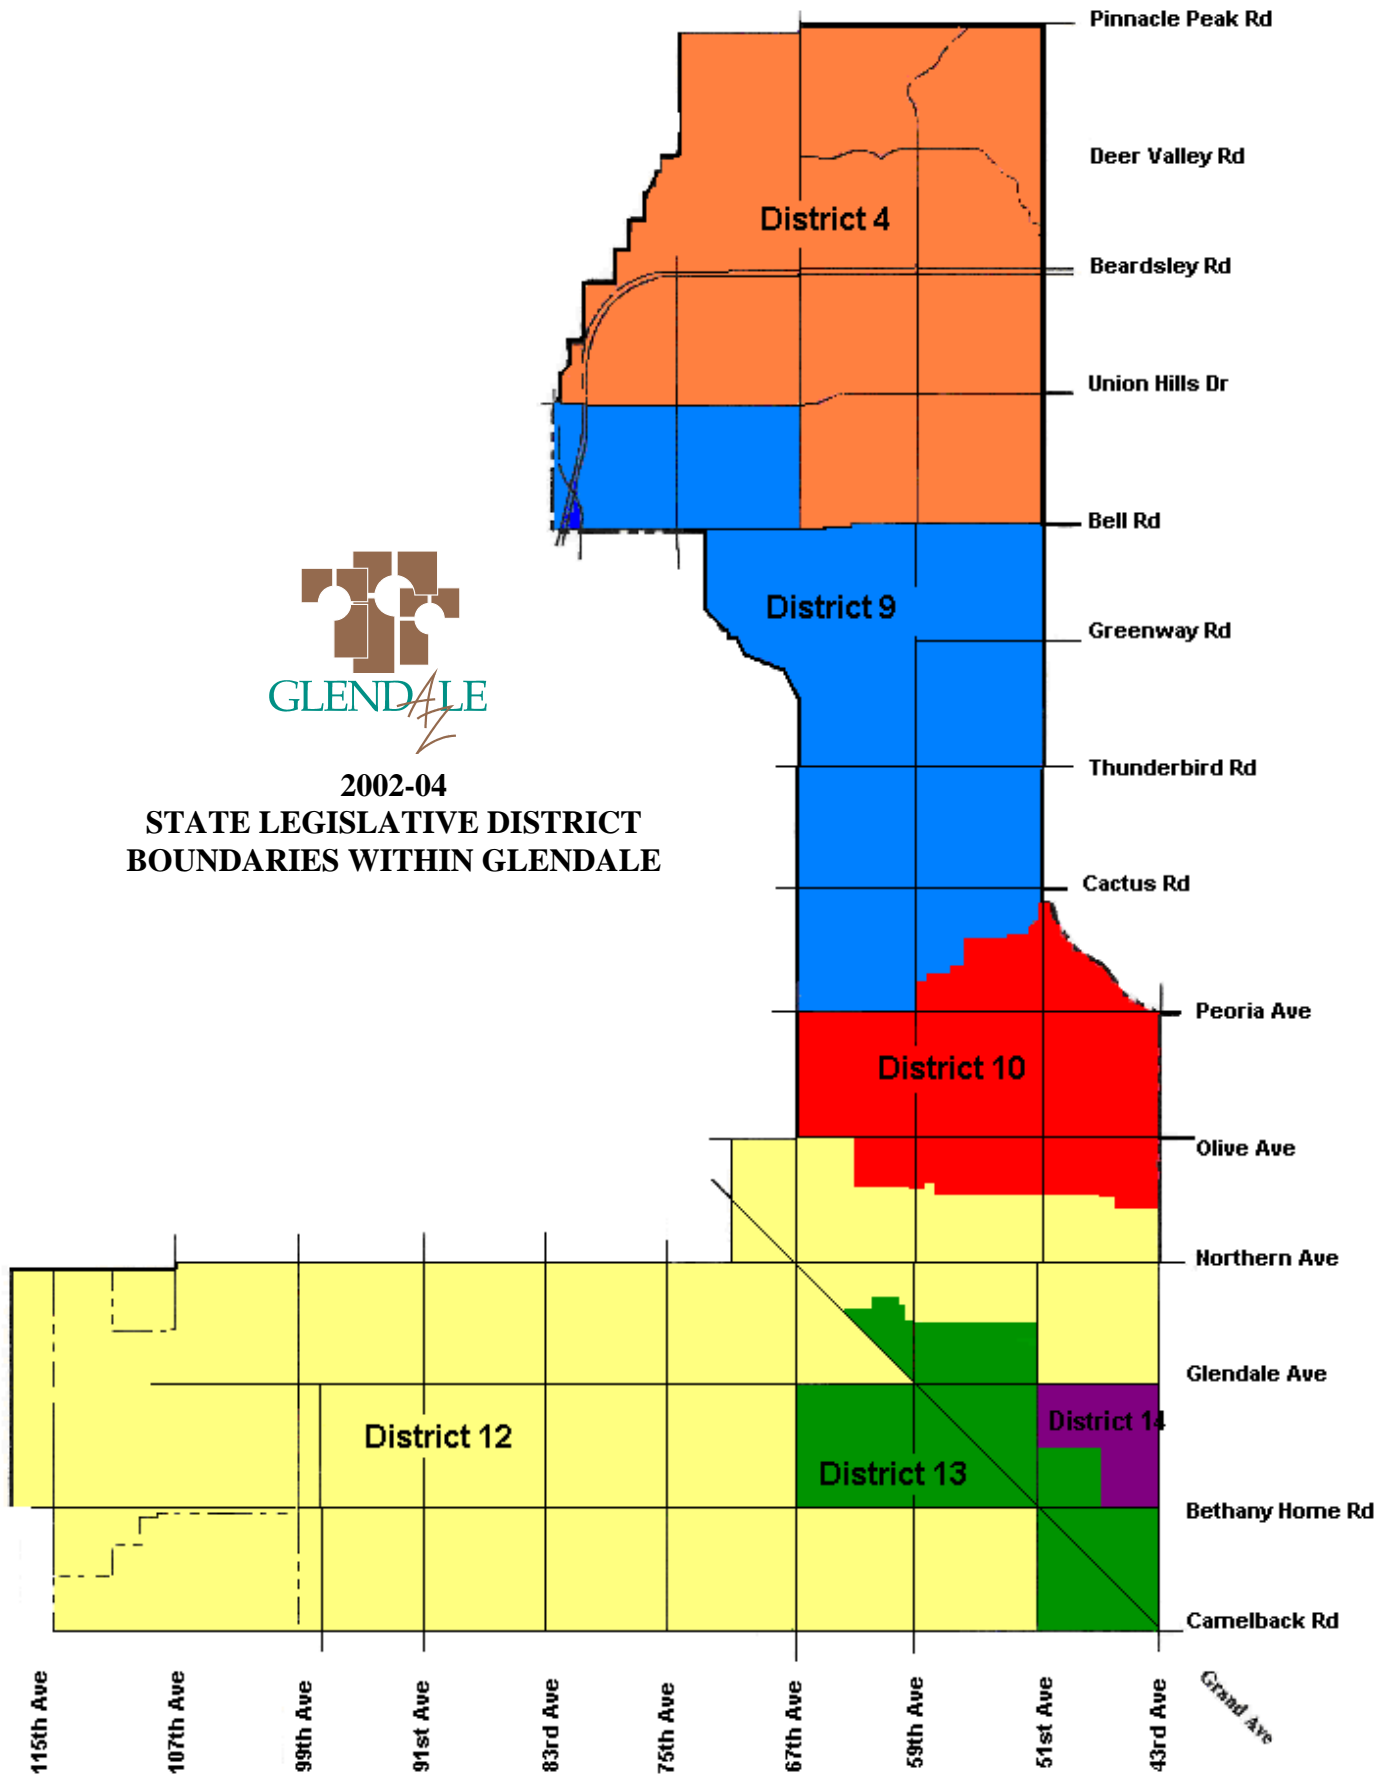 Pinnacle Peak Rd
Deer Valley Rd
District 4
Beardsley Rd
Union Hills Dr
Bell Rd
District 9
Greenway Rd
GLENDALE
AZ
Thunderbird Rd
2002-04
STATE LEGISLATIVE DISTRICT
BOUNDARIES WITHIN GLENDALE
Cactus Rd
Peoria Ave
District 10
Olive Ave
Northern Ave
Glendale Ave
District 14
District 12
District 13
Bethany Home Rd
Camelback Rd
115th Ave
107th Ave
99th Ave
91st Ave
83rd Ave
75th Ave
67th Ave
59th Ave
51st Ave
43rd Ave
Grand Ave